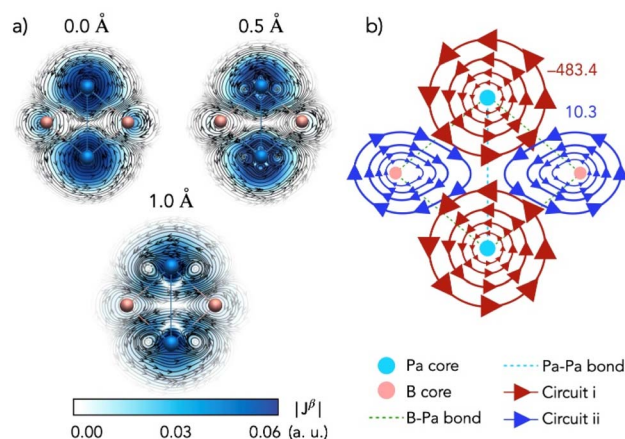 a)
0.0 Å
0.5 Å
1.0 Å
|J^β|
0.00 0.03 0.06 (a. u.)
b)
–483.4
10.3
Pa core
B core
B-Pa bond
Pa-Pa bond
Circuit i
Circuit ii